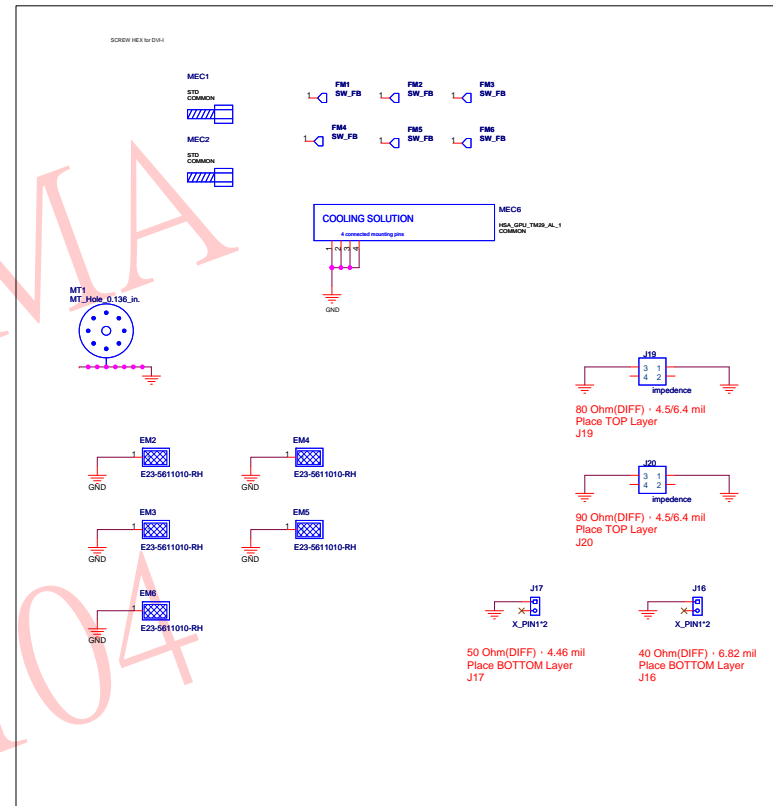 SCREW HEX for DVI-I
MEC1
STD
COMMON
MEC2
STD
COMMON
FM1
SW_FB
1
FM2
SW_FB
1
FM3
SW_FB
1
FM4
SW_FB
1
FM5
SW_FB
1
FM6
SW_FB
1
COOLING SOLUTION
4 connected mounting pins
1
2
3
4
MEC6
HSA_GPU_TM29_AL_1
COMMON
GND
MT1
MT_Hole_0.136_in.
J19
3 1
4 2
impedence
80 Ohm(DIFF)，4.5/6.4 mil
Place TOP Layer
J19
J20
3 1
4 2
impedence
90 Ohm(DIFF)，4.5/6.4 mil
Place TOP Layer
J20
EM2
1
E23-5611010-RH
GND
EM4
1
E23-5611010-RH
GND
EM3
1
E23-5611010-RH
GND
EM5
1
E23-5611010-RH
GND
EM6
1
E23-5611010-RH
GND
J17
X_PIN1*2
50 Ohm(DIFF)，4.46 mil
Place BOTTOM Layer
J17
J16
X_PIN1*2
40 Ohm(DIFF)，6.82 mil
Place BOTTOM Layer
J16
MA
104